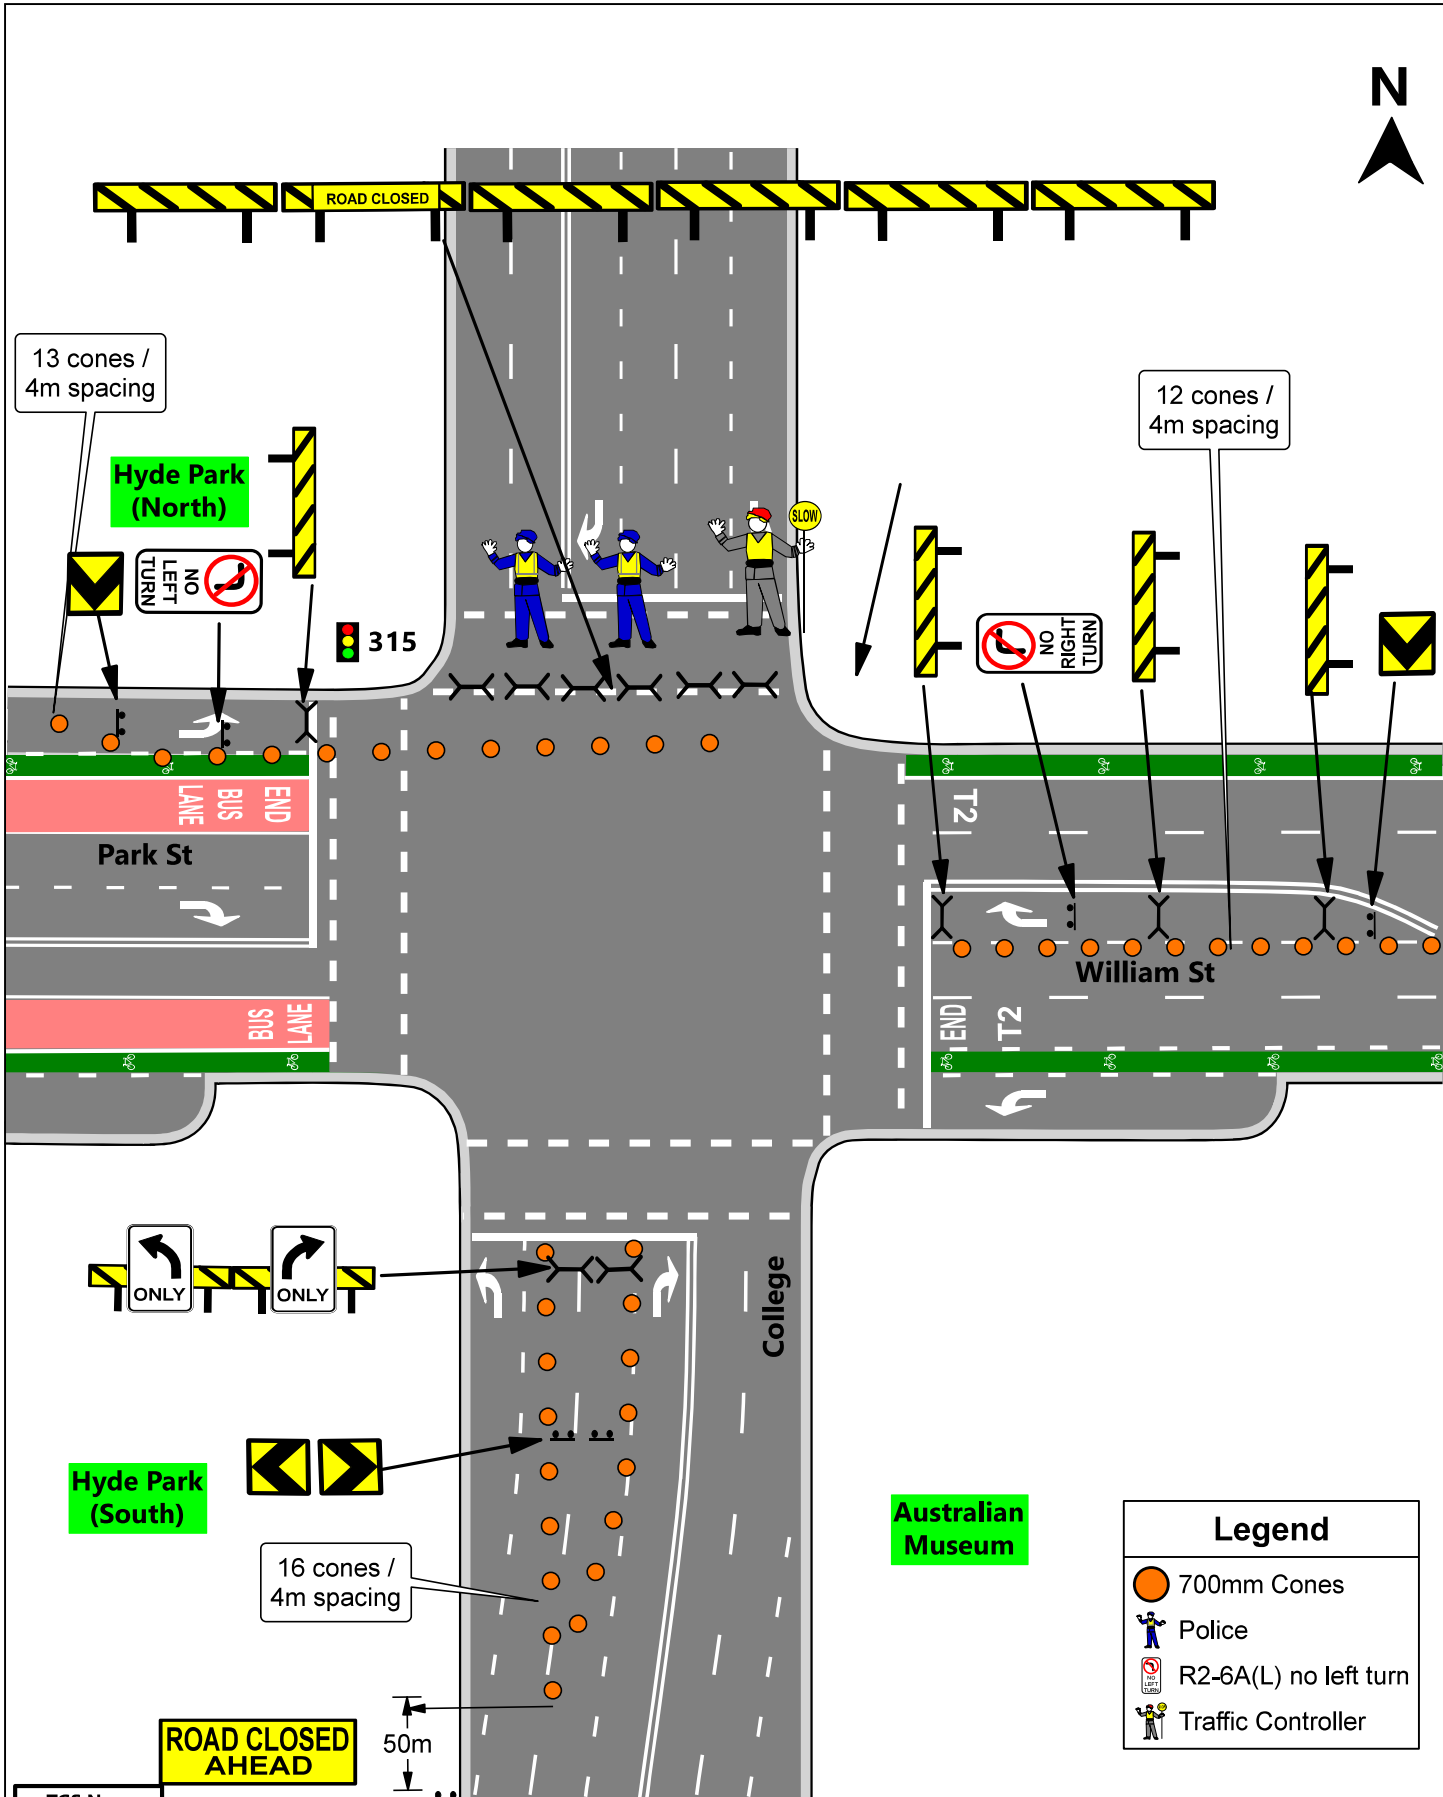 N
ROAD CLOSED
13 cones /
4m spacing
12 cones /
4m spacing
Hyde Park
(North)
NO
LEFT
TURN
SLOW
315
NO
RIGHT
TURN
END
BUS
LANE
T2
Park St
William St
BUS
LANE
END
T2
ONLY
ONLY
College
Hyde Park
(South)
Australian
Museum
16 cones /
4m spacing
Legend
700mm Cones
Police
NO
LEFT
TURN
R2-6A(L) no left turn
Traffic Controller
ROAD CLOSED
AHEAD
50m